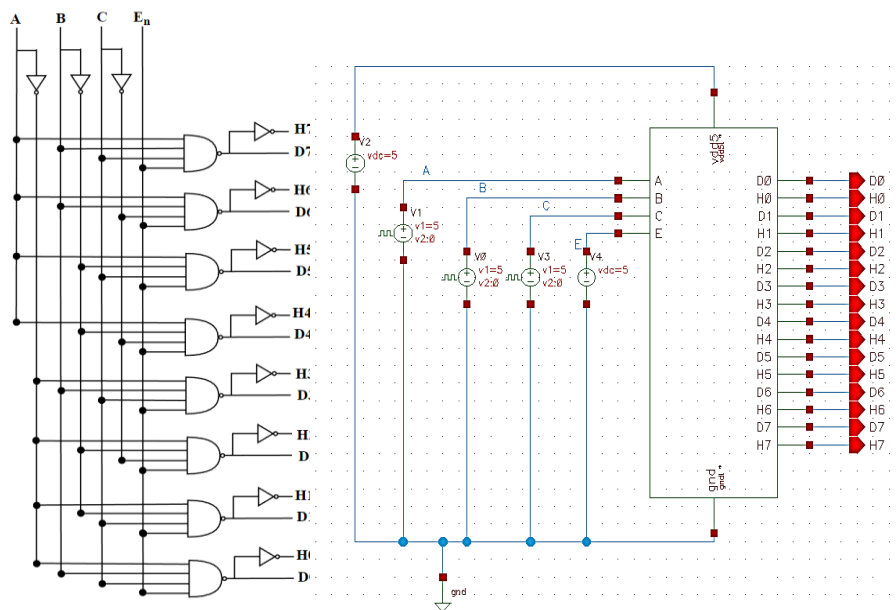 A B C En
H7
D7
H6
D6
H5
D5
H4
D4
H
D
H
D
H1
D
H
D
V2
vdc=5
A
B
C
E
V1
v1=5
v2:0
V0
v1=5
v2:0
V3
v1=5
v2:0
V4
vdc=5
gnd
vdd5
A
B
C
E
gnd
D0
H0
D1
H1
D2
H2
D3
H3
D4
H4
D5
H5
D6
H6
D7
H7
D0
H0
D1
H1
D2
H2
D3
H3
D4
H4
D5
H5
D6
H6
D7
H7